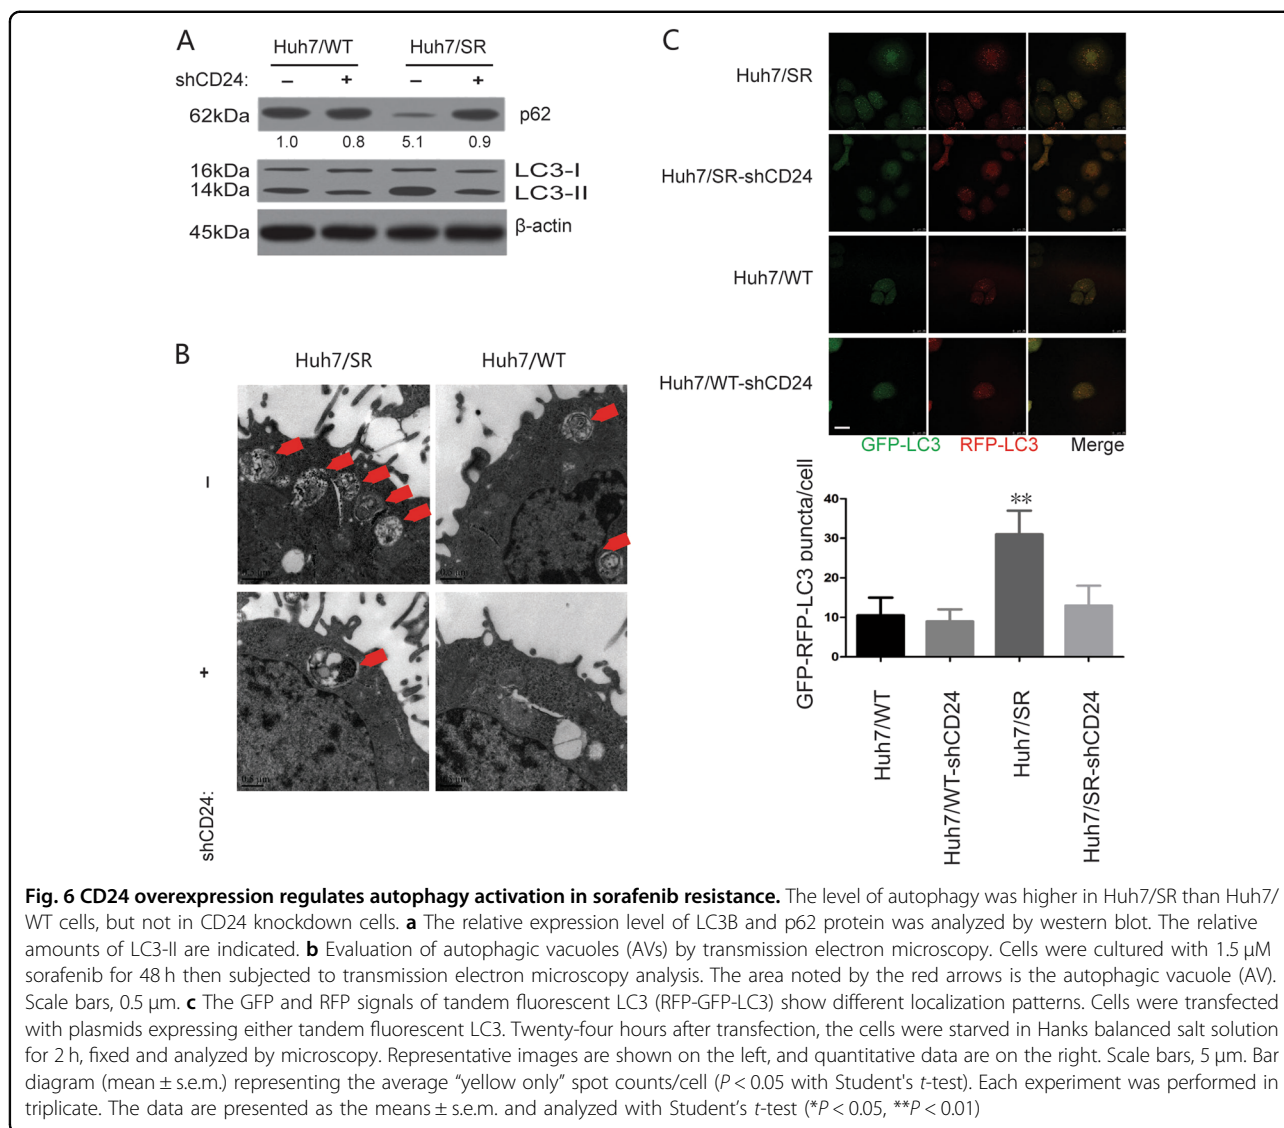 A
Huh7/WT Huh7/SR
shCD24: – + – +
62kDa p62
1.0 0.8 5.1 0.9
16kDa LC3-I
14kDa LC3-II
45kDa β-actin
B
Huh7/SR Huh7/WT
–
+
shCD24:
0.5 µm
C
Huh7/SR
Huh7/SR-shCD24
Huh7/WT
Huh7/WT-shCD24
GFP-LC3 RFP-LC3 Merge
GFP-RFP-LC3 puncta/cell
40
30
20
10
0
**
Huh7/WT
Huh7/WT-shCD24
Huh7/SR
Huh7/SR-shCD24
Fig. 6 CD24 overexpression regulates autophagy activation in sorafenib resistance. The level of autophagy was higher in Huh7/SR than Huh7/
WT cells, but not in CD24 knockdown cells. a The relative expression level of LC3B and p62 protein was analyzed by western blot. The relative
amounts of LC3-II are indicated. b Evaluation of autophagic vacuoles (AVs) by transmission electron microscopy. Cells were cultured with 1.5 µM
sorafenib for 48 h then subjected to transmission electron microscopy analysis. The area noted by the red arrows is the autophagic vacuole (AV).
Scale bars, 0.5 µm. c The GFP and RFP signals of tandem fluorescent LC3 (RFP-GFP-LC3) show different localization patterns. Cells were transfected
with plasmids expressing either tandem fluorescent LC3. Twenty-four hours after transfection, the cells were starved in Hanks balanced salt solution
for 2 h, fixed and analyzed by microscopy. Representative images are shown on the left, and quantitative data are on the right. Scale bars, 5 µm. Bar
diagram (mean ± s.e.m.) representing the average “yellow only” spot counts/cell (P < 0.05 with Student's t-test). Each experiment was performed in
triplicate. The data are presented as the means ± s.e.m. and analyzed with Student’s t-test (*P < 0.05, **P < 0.01)